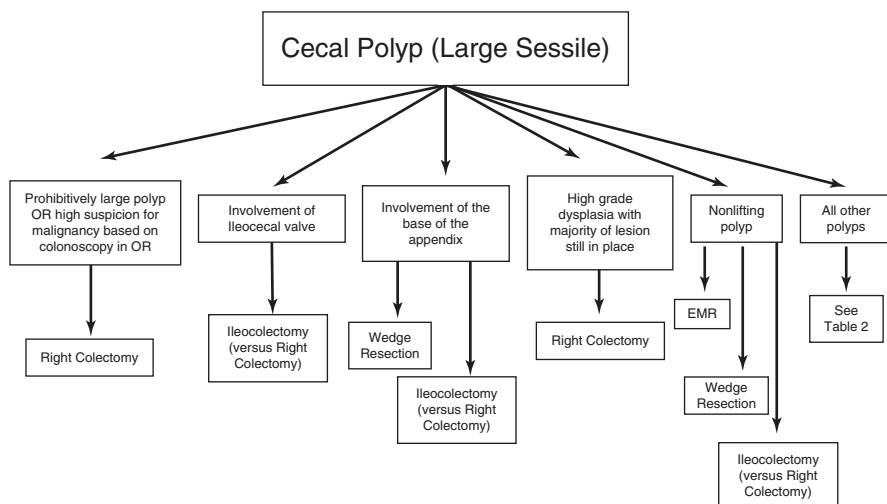 Cecal Polyp (Large Sessile)
Prohibitively large polyp
OR high suspicion for
malignancy based on
colonoscopy in OR
Involvement of
Ileocecal valve
Involvement of the
base of the
appendix
High grade
dysplasia with
majority of lesion
still in place
Nonlifting
polyp
All other
polyps
Right Colectomy
Ileocolectomy
(versus Right
Colectomy)
Wedge
Resection
Ileocolectomy
(versus Right
Colectomy)
Right Colectomy
EMR
Wedge
Resection
Ileocolectomy
(versus Right
Colectomy)
See
Table 2